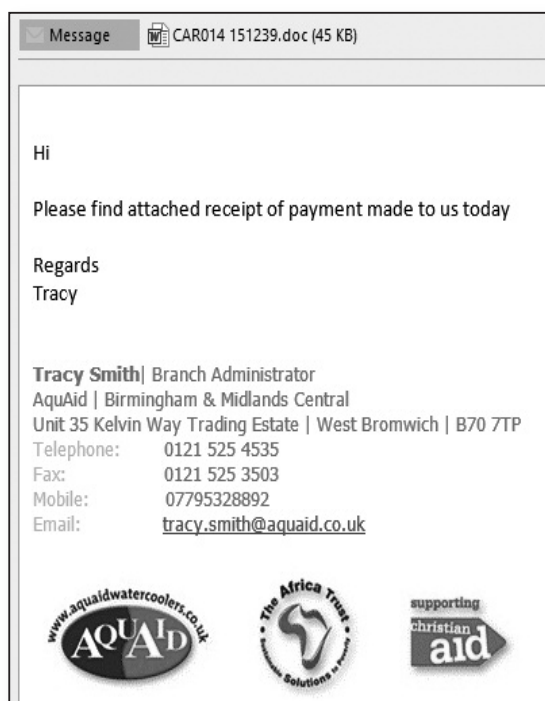 Message CAR014 151239.doc (45 KB)
Hi
Please find attached receipt of payment made to us today
Regards
Tracy
Tracy Smith| Branch Administrator
AquAid | Birmingham & Midlands Central
Unit 35 Kelvin Way Trading Estate | West Bromwich | B70 7TP
Telephone: 0121 525 4535
Fax: 0121 525 3503
Mobile: 07795328892
Email: tracy.smith@aquaid.co.uk
www.aquaidwatercoolers.co.uk
AQUAID
The Africa Trust
Solutions to Poverty
supporting
christian
aid